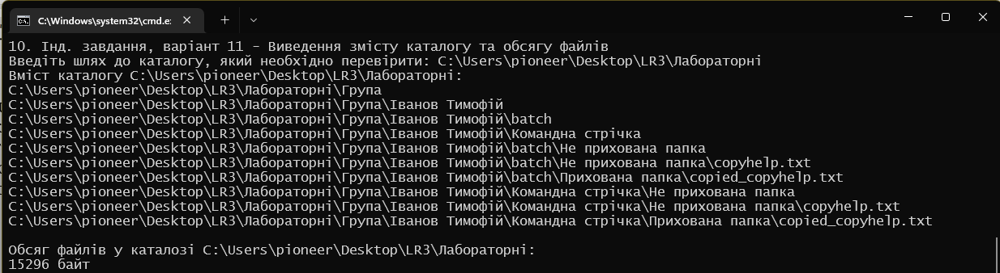 C:\Windows\system32\cmd.e
10. Інд. завдання, варіант 11 - Виведення змісту каталогу та обсягу файлів
Введіть шлях до каталогу, який необхідно перевірити: C:\Users\pioneer\Desktop\LR3\Лабораторні
Вміст каталогу C:\Users\pioneer\Desktop\LR3\Лабораторні:
C:\Users\pioneer\Desktop\LR3\Лабораторні\Група
C:\Users\pioneer\Desktop\LR3\Лабораторні\Група\Іванов Тимофій
C:\Users\pioneer\Desktop\LR3\Лабораторні\Група\Іванов Тимофій\batch
C:\Users\pioneer\Desktop\LR3\Лабораторні\Група\Іванов Тимофій\Командна стрічка
C:\Users\pioneer\Desktop\LR3\Лабораторні\Група\Іванов Тимофій\batch\Не прихована папка
C:\Users\pioneer\Desktop\LR3\Лабораторні\Група\Іванов Тимофій\batch\Не прихована папка\copyhelp.txt
C:\Users\pioneer\Desktop\LR3\Лабораторні\Група\Іванов Тимофій\batch\Прихована папка\copied_copyhelp.txt
C:\Users\pioneer\Desktop\LR3\Лабораторні\Група\Іванов Тимофій\Командна стрічка\Не прихована папка
C:\Users\pioneer\Desktop\LR3\Лабораторні\Група\Іванов Тимофій\Командна стрічка\Не прихована папка\copyhelp.txt
C:\Users\pioneer\Desktop\LR3\Лабораторні\Група\Іванов Тимофій\Командна стрічка\Прихована папка\copied_copyhelp.txt
Обсяг файлів у каталозі C:\Users\pioneer\Desktop\LR3\Лабораторні:
15296 байт